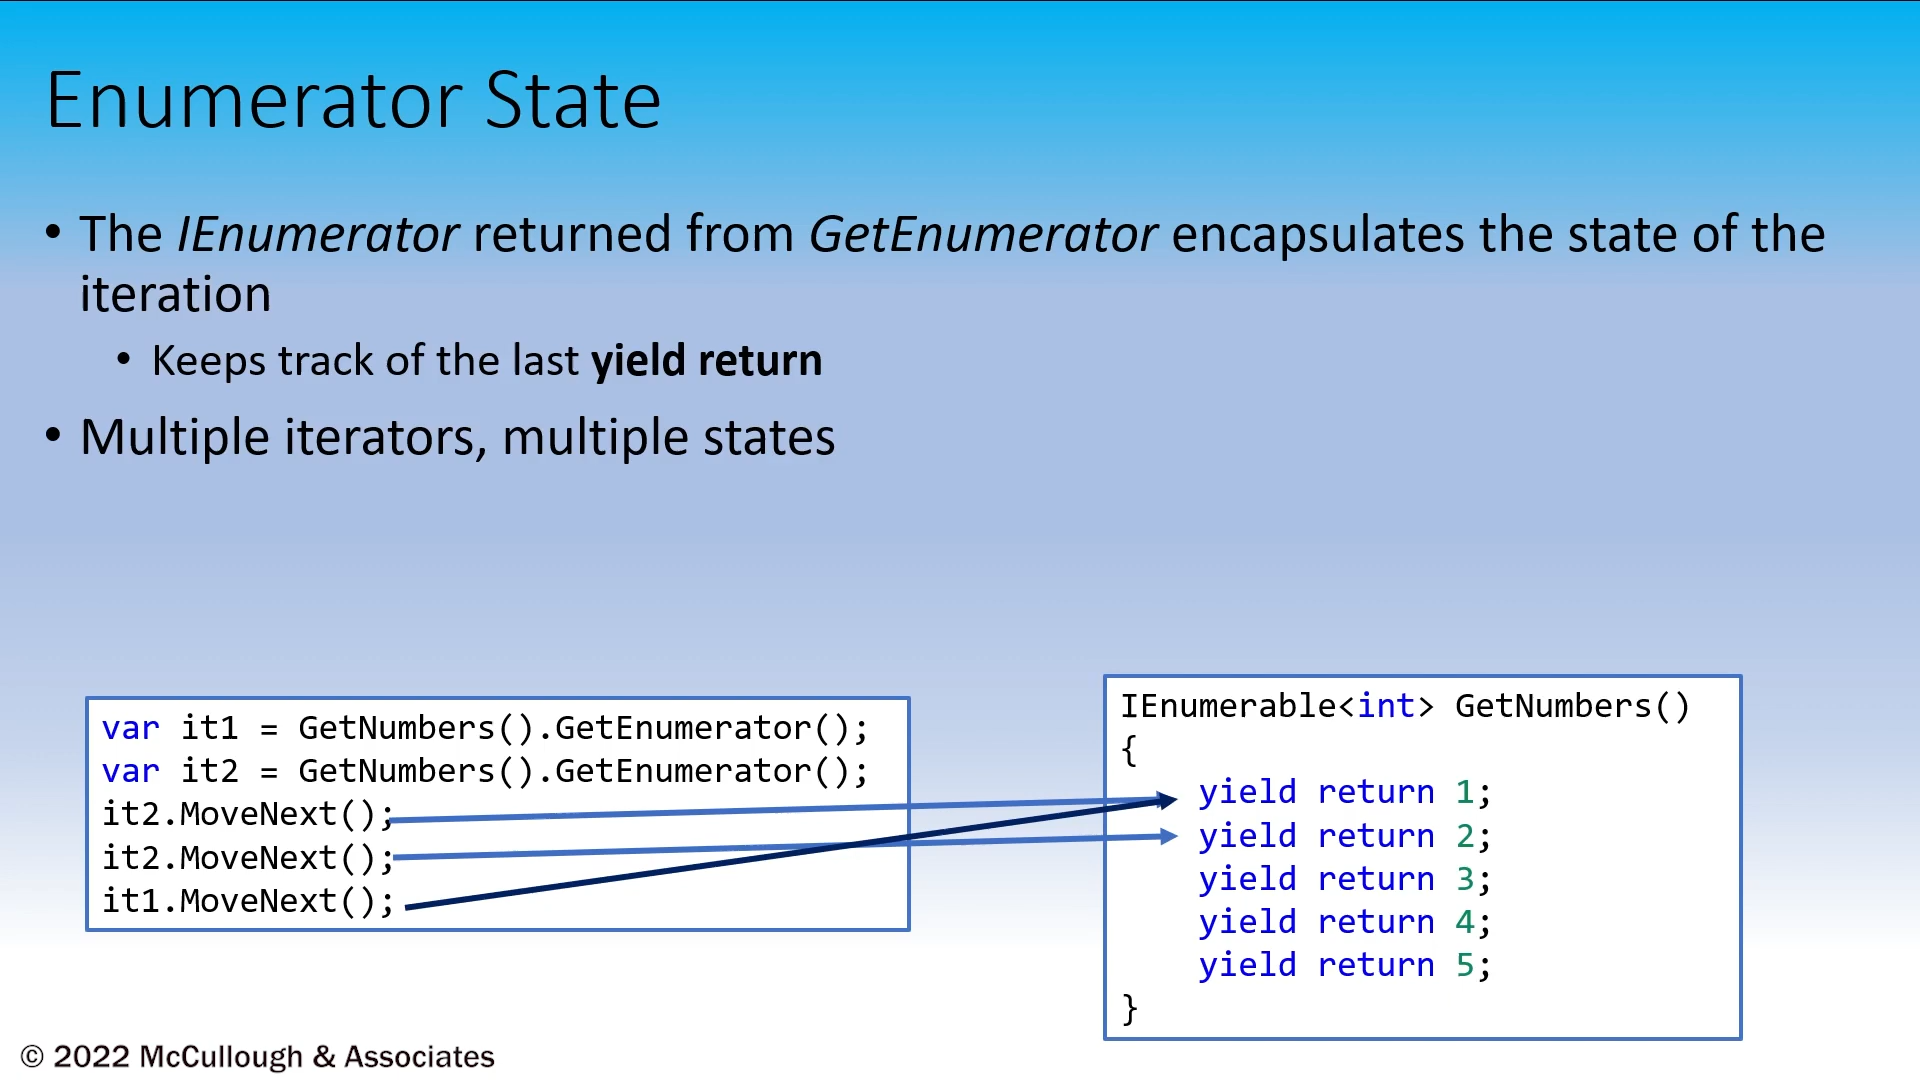 Enumerator State
• The IEnumerator returned from GetEnumerator encapsulates the state of the
iteration
• Keeps track of the last yield return
• Multiple iterators, multiple states
var it1 = GetNumbers().GetEnumerator();
var it2 = GetNumbers().GetEnumerator();
it2.MoveNext();
it2.MoveNext();
it1.MoveNext();
IEnumerable<int> GetNumbers()
{
    yield return 1;
    yield return 2;
    yield return 3;
    yield return 4;
    yield return 5;
}
© 2022 McCullough & Associates